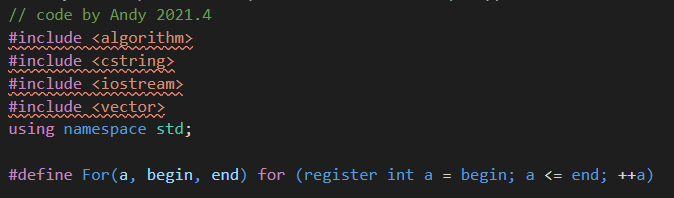 // code by Andy 2021.4
#include <algorithm>
#include <cstring>
#include <iostream>
#include <vector>
using namespace std;
#define For(a, begin, end) for (register int a = begin; a <= end; ++a)